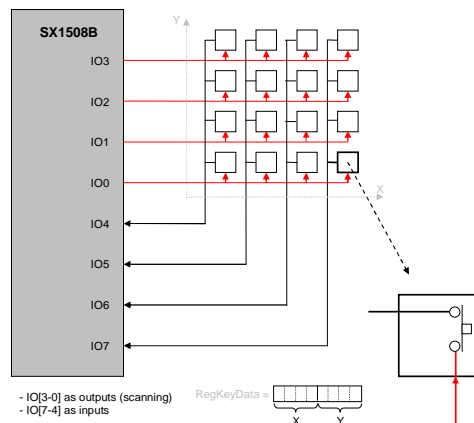 SX1508B
Y
IO3
IO2
IO1
IO0
X
IO4
IO5
IO6
IO7
- IO[3-0] as outputs (scanning)
- IO[7-4] as inputs
RegKeyData =
X Y